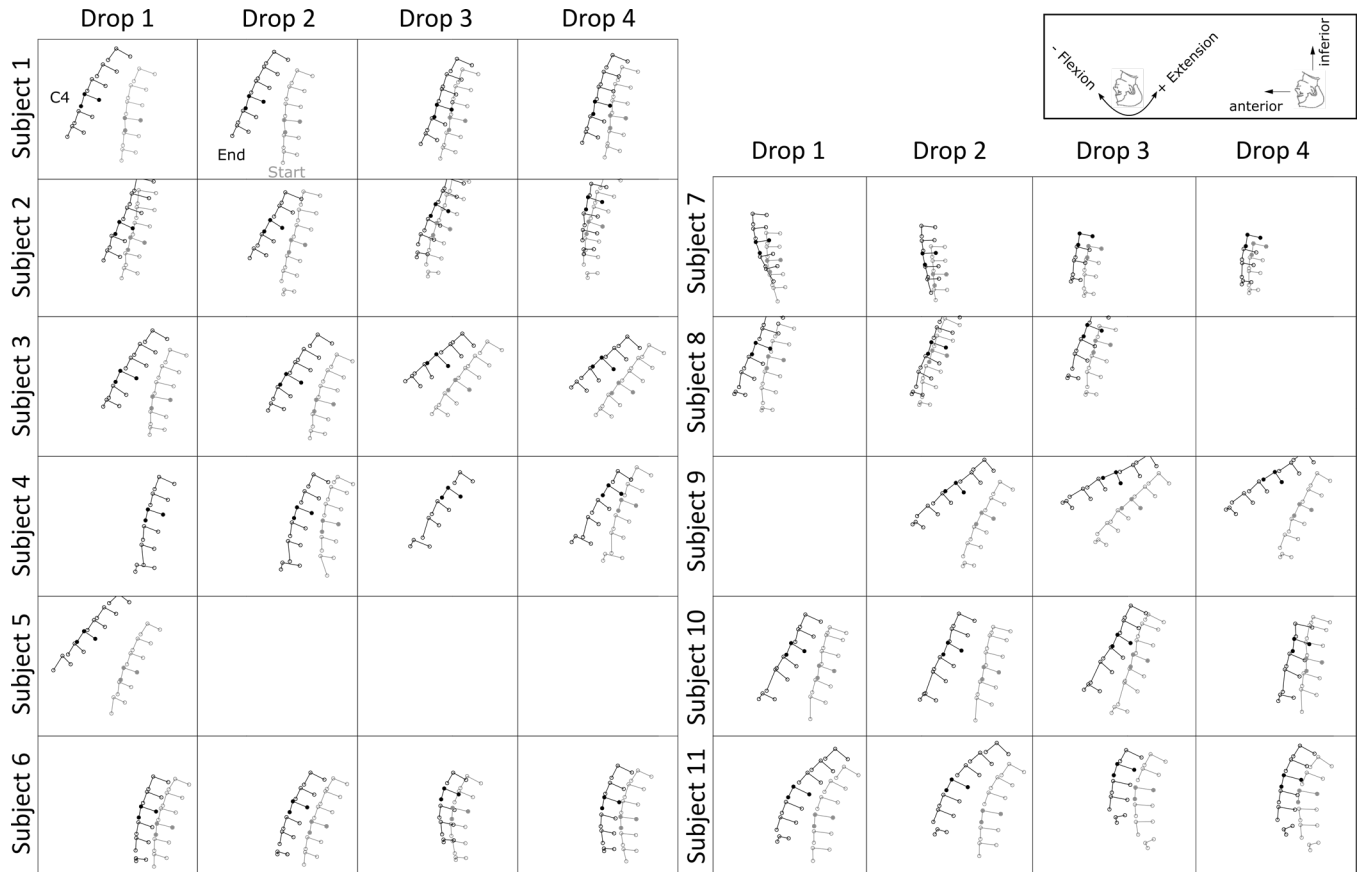 Drop 1 Drop 2 Drop 3 Drop 4
Subject 1
C4
End
Start
Subject 2
Subject 3
Subject 4
Subject 5
Subject 6
- Flexion
+ Extension
anterior
inferior
Drop 1 Drop 2 Drop 3 Drop 4
Subject 7
Subject 8
Subject 9
Subject 10
Subject 11